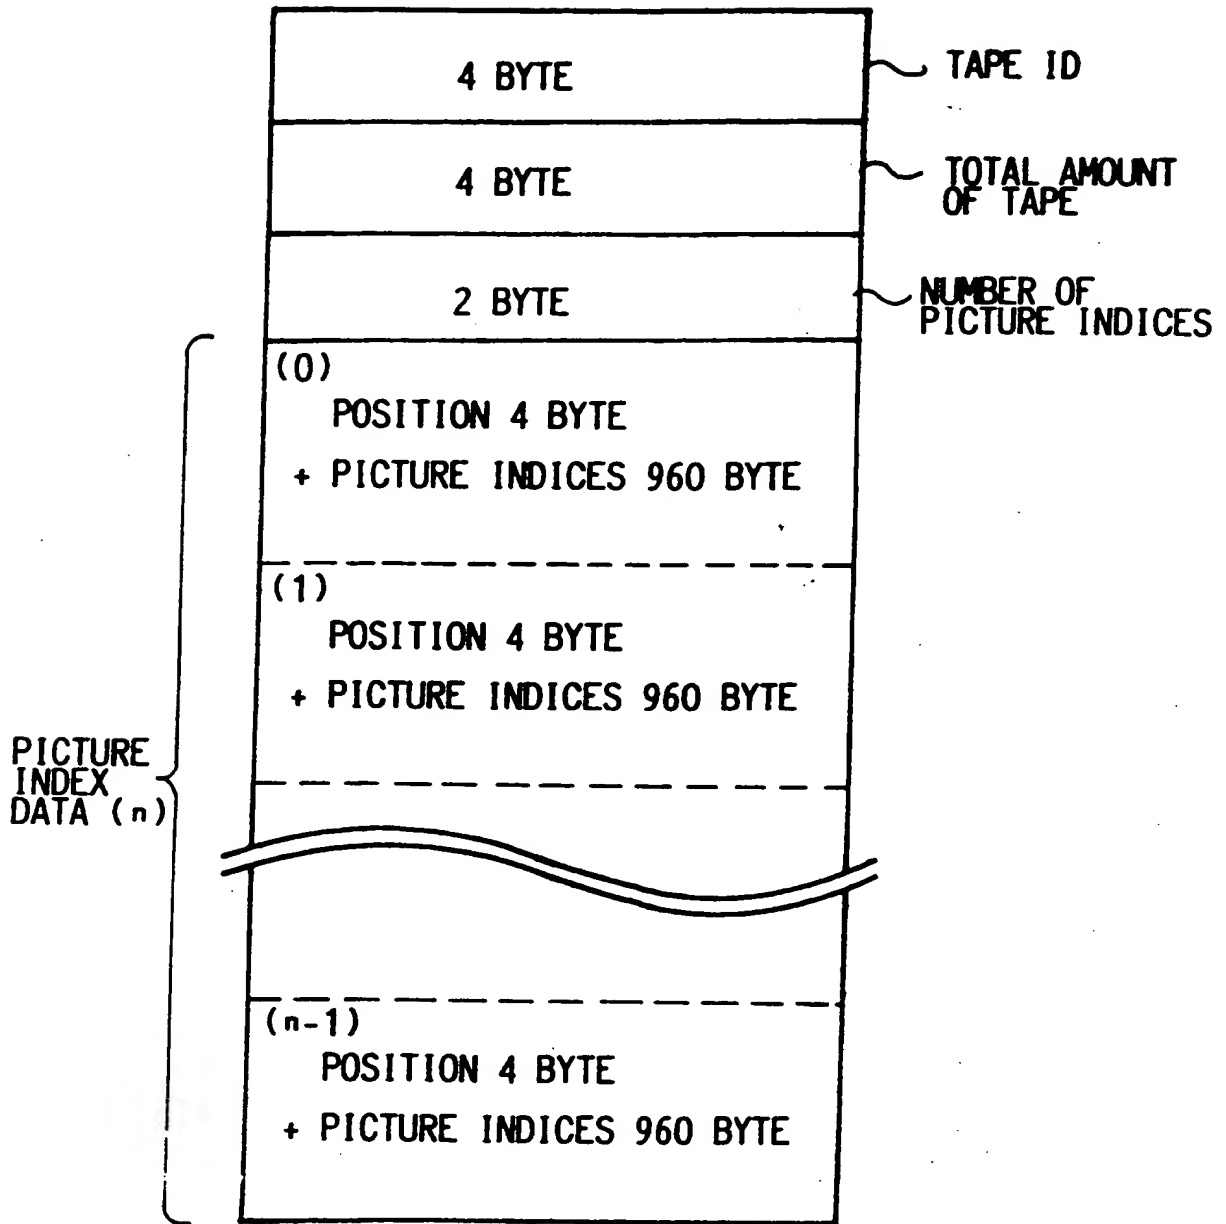 4 BYTE
TAPE ID
4 BYTE
TOTAL AMOUNT
OF TAPE
2 BYTE
NUMBER OF
PICTURE INDICES
(0)
POSITION 4 BYTE
+ PICTURE INDICES 960 BYTE
(1)
POSITION 4 BYTE
+ PICTURE INDICES 960 BYTE
PICTURE
INDEX
DATA (n)
(n-1)
POSITION 4 BYTE
+ PICTURE INDICES 960 BYTE